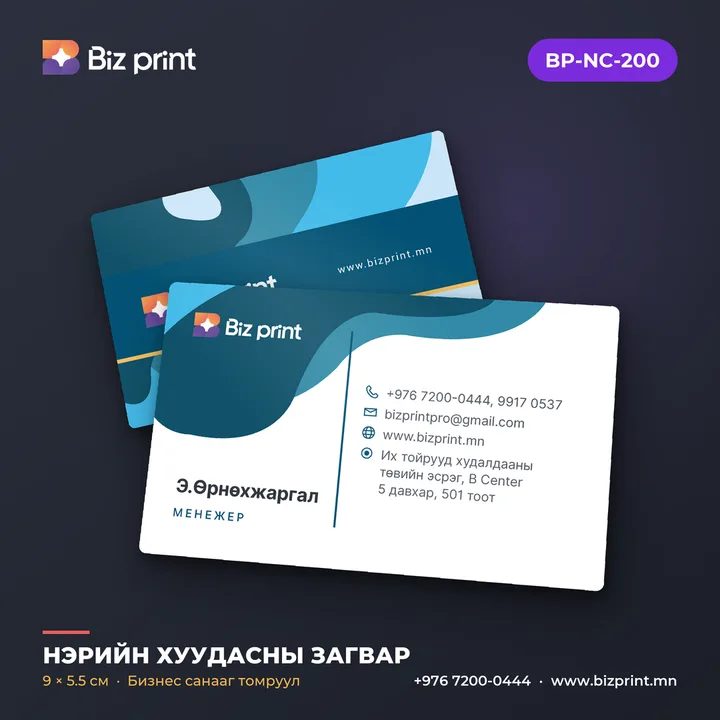 Biz print
BP-NC-200
www.bizprint.mn
Biz print
+976 7200-0444, 9917 0537
bizprintpro@gmail.com
www.bizprint.mn
Их тойрууд худалдааны
төвийн эсрэг, B Center
5 давхар, 501 тоот
Э.Өрнөхжаргал
МЕНЕЖЕР
НЭРИЙН ХУУДАСНЫ ЗАГВАР
9 × 5.5 см · Бизнес санааг томруул
+976 7200-0444 · www.bizprint.mn